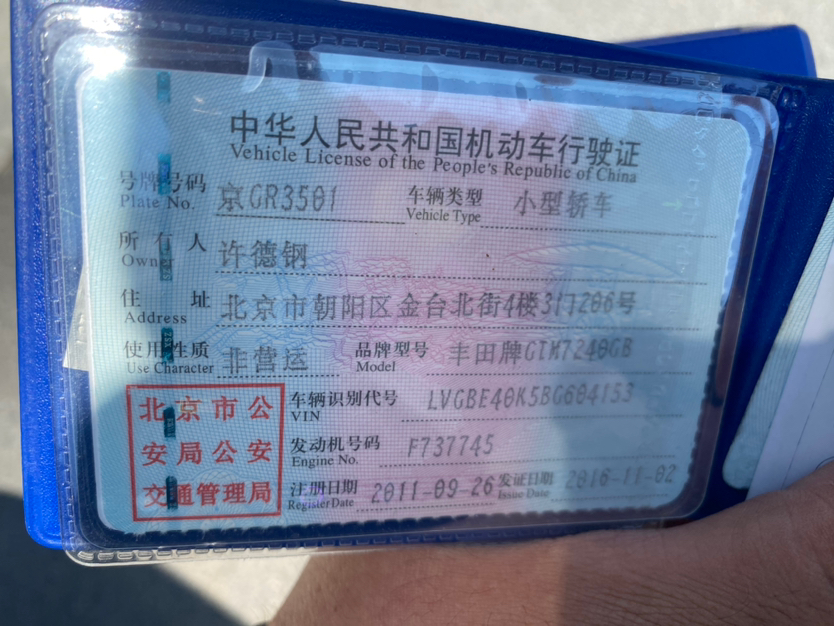 中华人民共和国机动车行驶证
Vehicle License of the People's Republic of China
号牌号码 京GR3501 车辆类型 小型轿车
Plate No. Vehicle Type
所有人 许德钢
Owner
住址 北京市朝阳区金台北街4楼3门206号
Address
使用性质 非营运 品牌型号 丰田牌GTM7240GB
Use Character Model
北京市公
安局公安
交通管理局
车辆识别代号 LVGBE40K5BG604153
VIN
发动机号码 F737745
Engine No.
注册日期 2011-09-26 发证日期 2016-11-02
Register Date Issue Date